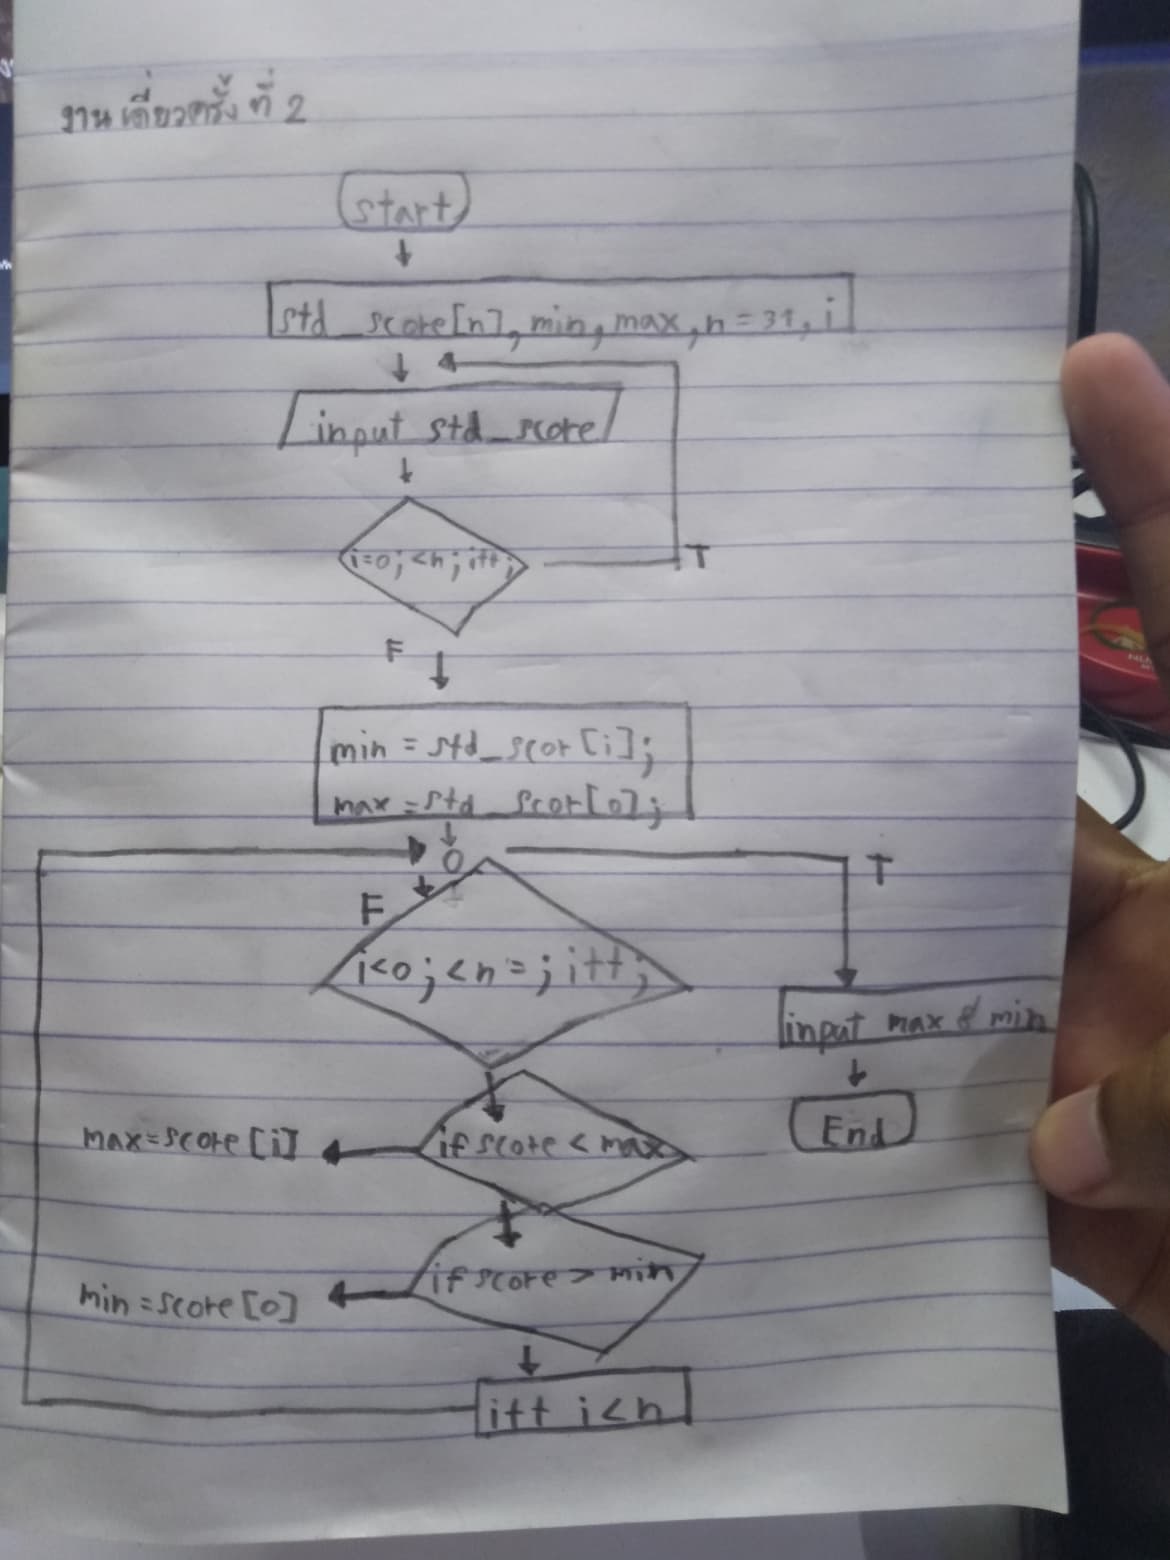 งานเดี่ยวครั้งที่ 2
start
std_score[n], min, max, n = 31, i
input std_score
i=0; <n; i++;
T
F
min = std_scor[i];
max = std_scor[0];
T
F
i<0; <n=; i++;
input max & min
End
if score < max
max=score[i]
if score > min
min=score[0]
i++ i<n